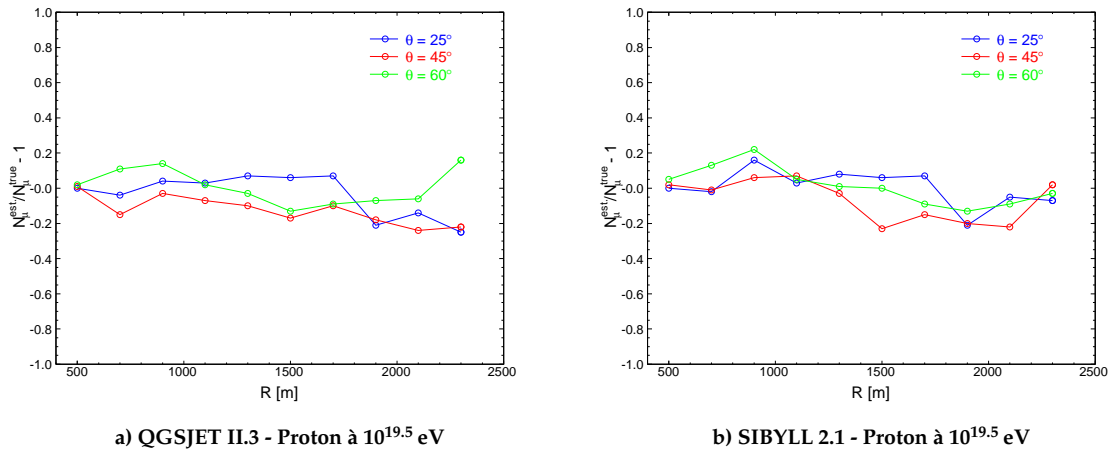 1.0
0.8
0.6
0.4
0.2
-0.0
-0.2
-0.4
-0.6
-0.8
-1.0
N_μ^est/N_μ^true - 1
θ = 25°
θ = 45°
θ = 60°
500 1000 1500 2000 2500
R [m]
a) QGSJET II.3 - Proton à 10^19.5 eV
1.0
0.8
0.6
0.4
0.2
-0.0
-0.2
-0.4
-0.6
-0.8
-1.0
N_μ^est/N_μ^true - 1
θ = 25°
θ = 45°
θ = 60°
500 1000 1500 2000 2500
R [m]
b) SIBYLL 2.1 - Proton à 10^19.5 eV